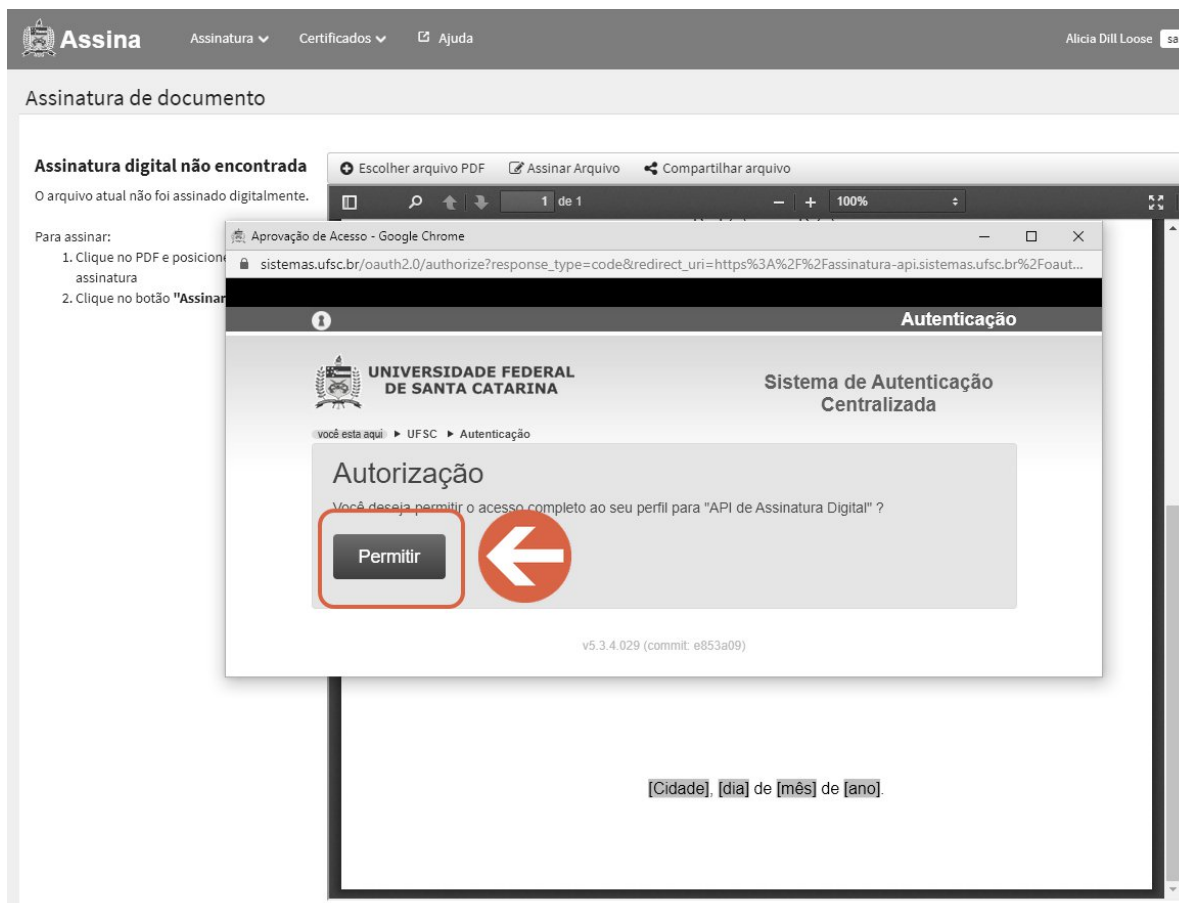 Assina
Assinatura
Certificados
Ajuda
Alicia Dill Loose
Assinatura de documento
Assinatura digital não encontrada
O arquivo atual não foi assinado digitalmente.
Para assinar:
1. Clique no PDF e posicione
assinatura
2. Clique no botão "Assinar
Escolher arquivo PDF
Assinar Arquivo
Compartilhar arquivo
1 de 1
100%
Aprovação de Acesso - Google Chrome
sistemas.ufsc.br/oauth2.0/authorize?response_type=code&redirect_uri=https%3A%2F%2Fassinatura-api.sistemas.ufsc.br%2Foaut...
Autenticação
UNIVERSIDADE FEDERAL
DE SANTA CATARINA
Sistema de Autenticação
Centralizada
você esta aqui UFSC Autenticação
Autorização
Você deseja permitir o acesso completo ao seu perfil para "API de Assinatura Digital" ?
Permitir
v5.3.4.029 (commit: e853a09)
[Cidade], [dia] de [mês] de [ano].